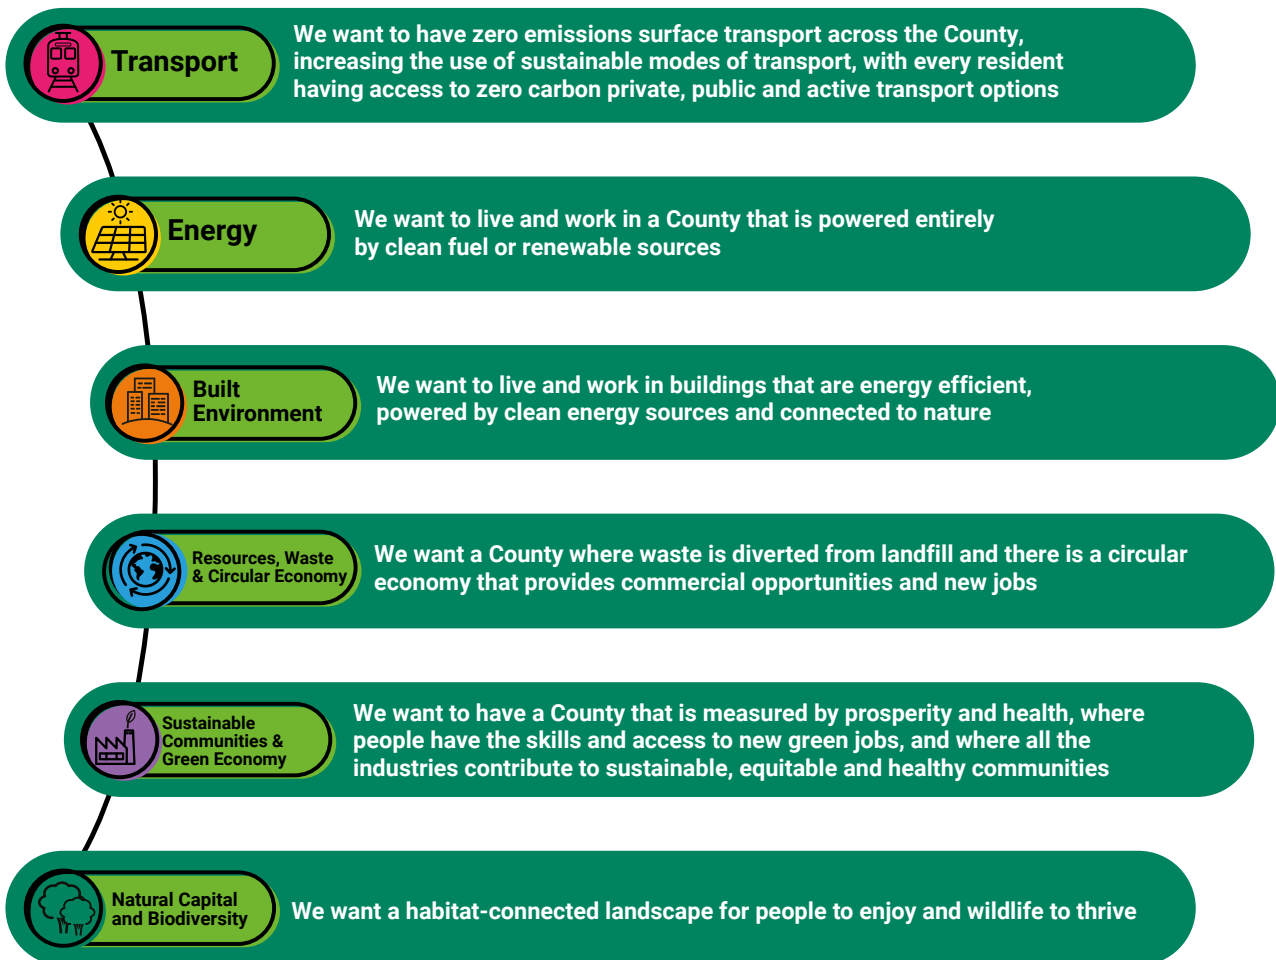 Transport
We want to have zero emissions surface transport across the County,
increasing the use of sustainable modes of transport, with every resident
having access to zero carbon private, public and active transport options
Energy
We want to live and work in a County that is powered entirely
by clean fuel or renewable sources
Built
Environment
We want to live and work in buildings that are energy efficient,
powered by clean energy sources and connected to nature
Resources, Waste
& Circular Economy
We want a County where waste is diverted from landfill and there is a circular
economy that provides commercial opportunities and new jobs
Sustainable
Communities &
Green Economy
We want to have a County that is measured by prosperity and health, where
people have the skills and access to new green jobs, and where all the
industries contribute to sustainable, equitable and healthy communities
Natural Capital
and Biodiversity
We want a habitat-connected landscape for people to enjoy and wildlife to thrive